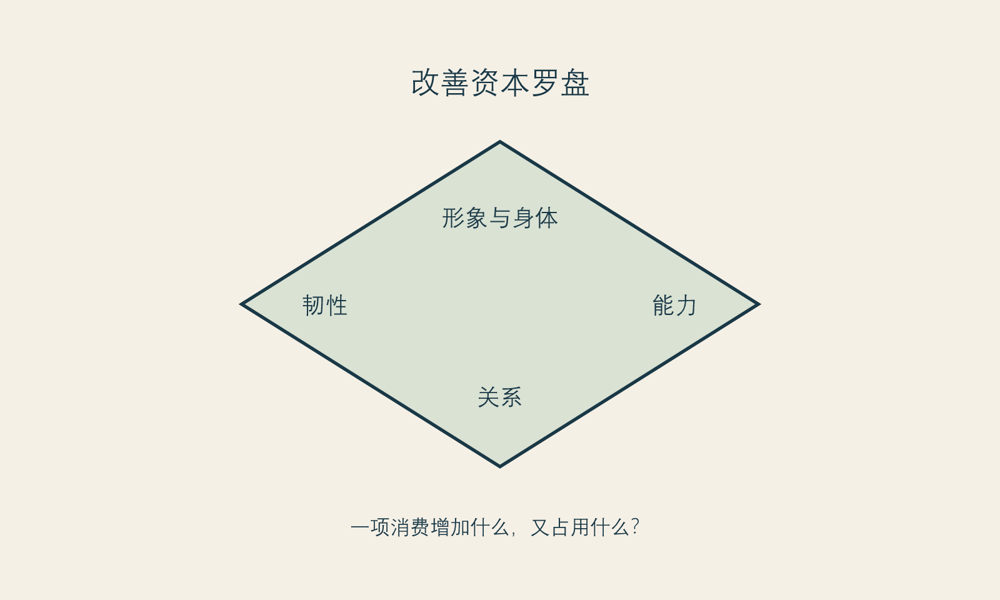 改善资本罗盘
形象与身体
韧性
能力
关系
一项消费增加什么，又占用什么？